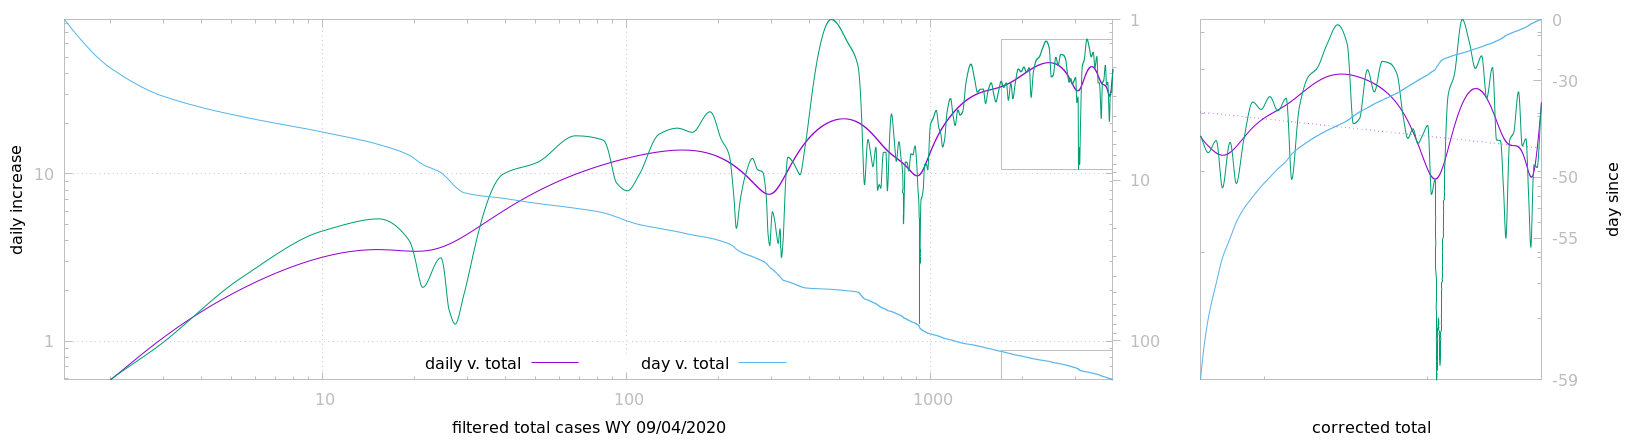 daily increase
10
1
10
100
1000
1
10
100
daily v. total
day v. total
filtered total cases WY 09/04/2020
0
-30
-50
-55
-59
day since
corrected total